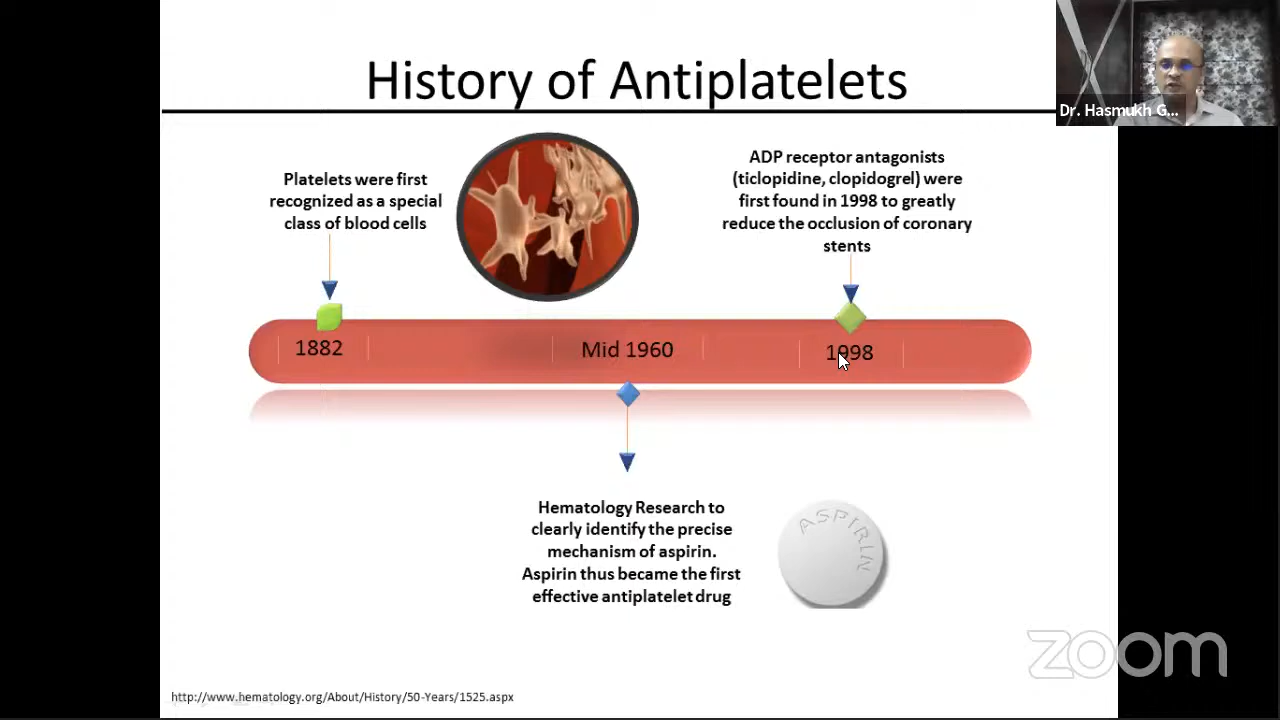 History of Antiplatelets
Dr. Hasmukh G...
Platelets were first
recognized as a special
class of blood cells
ADP receptor antagonists
(ticlopidine, clopidogrel) were
first found in 1998 to greatly
reduce the occlusion of coronary
stents
1882
Mid 1960
1998
Hematology Research to
clearly identify the precise
mechanism of aspirin.
Aspirin thus became the first
effective antiplatelet drug
ASPIRIN
zoom
http://www.hematology.org/About/History/50-Years/1525.aspx